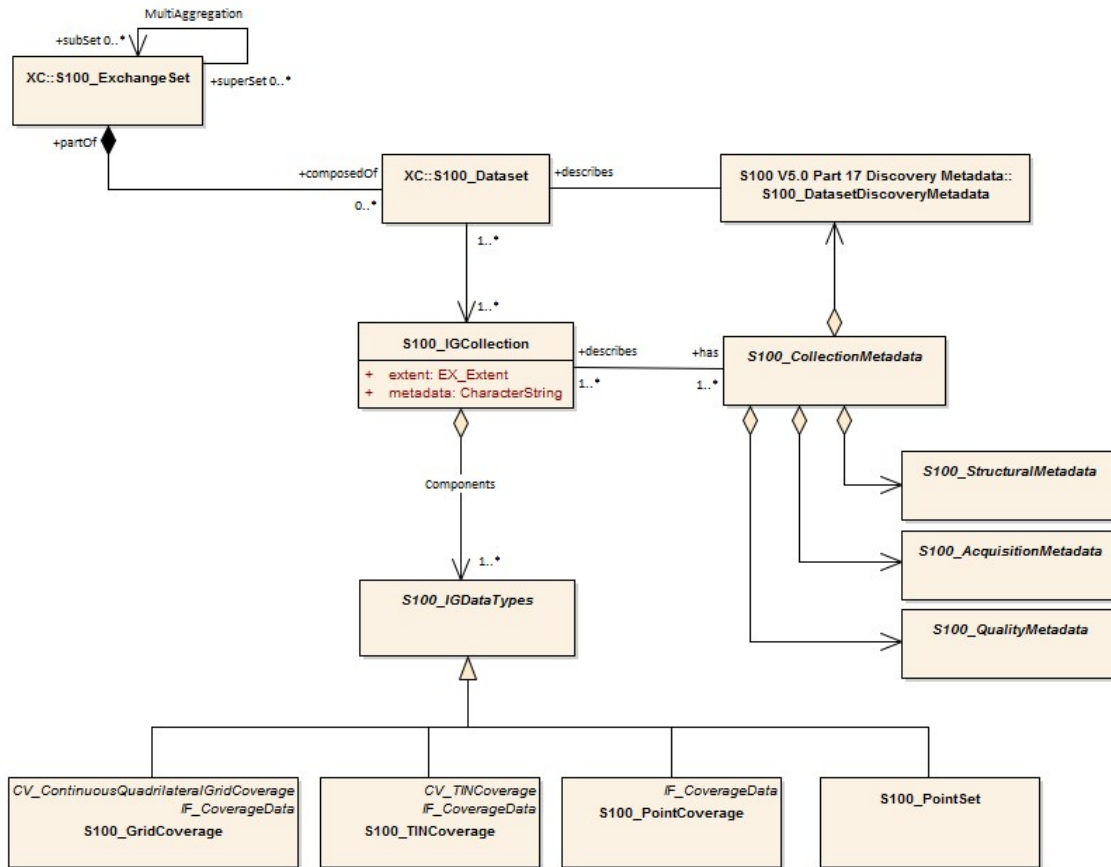 MultiAggregation
+subSet 0..*
XC::S100_ExchangeSet
+superSet 0..*
+partOf
+composedOf
0..*
XC::S100_Dataset
+describes
S100 V5.0 Part 17 Discovery Metadata::
S100_DatasetDiscoveryMetadata
1..*
1..*
S100_IGCollection
+ extent: EX_Extent
+ metadata: CharacterString
+describes
1..*
+has
1..*
S100_CollectionMetadata
Components
1..*
S100_StructuralMetadata
S100_AcquisitionMetadata
S100_QualityMetadata
S100_IGDataTypes
CV_ContinuousQuadrilateralGridCoverage
IF_CoverageData
S100_GridCoverage
CV_TINCoverage
IF_CoverageData
S100_TINCoverage
IF_CoverageData
S100_PointCoverage
S100_PointSet